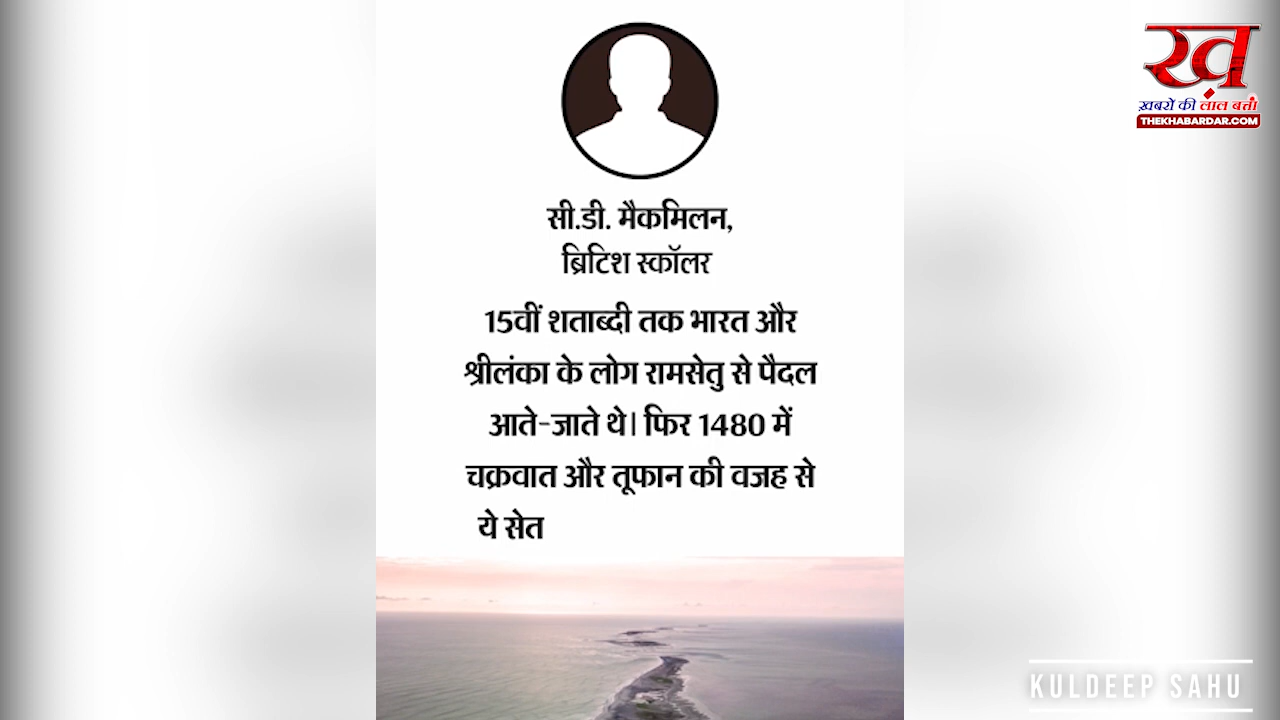 ख़
ख़बरों की लाल बत्ती
THEKHABARDAR.COM
सी.डी. मैकमिलन,
ब्रिटिश स्कॉलर
15वीं शताब्दी तक भारत और
श्रीलंका के लोग रामसेतु से पैदल
आते-जाते थे। फिर 1480 में
चक्रवात और तूफान की वजह से
ये सेत
KULDEEP SAHU